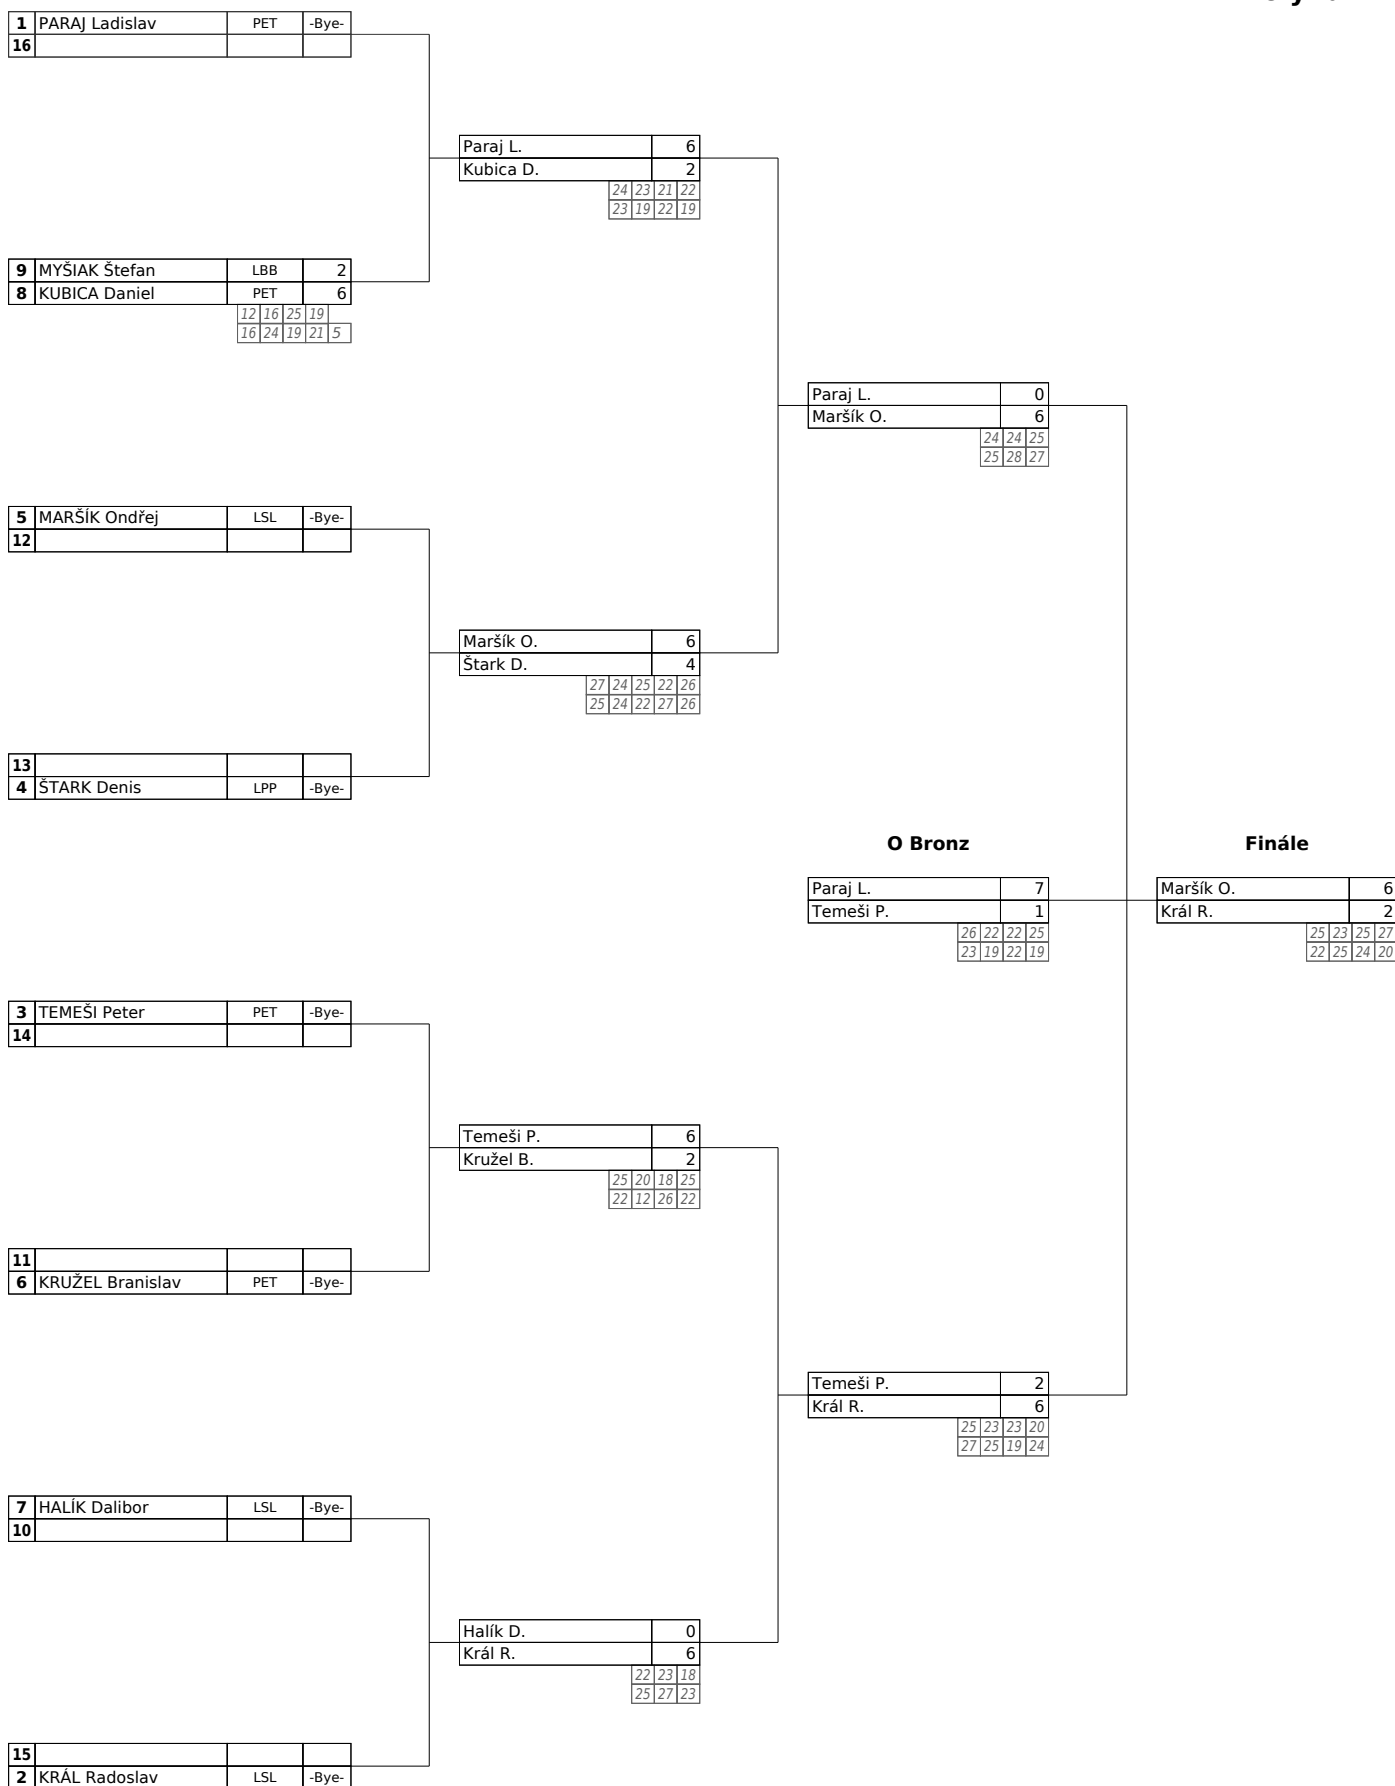 1 PARAJ Ladislav PET -Bye-
16
Paraj L. 6
Kubica D. 2
24 23 21 22
23 19 22 19
9 MYŠIAK Štefan LBB 2
8 KUBICA Daniel PET 6
12 16 25 19
16 24 19 21 5
Paraj L. 0
Maršík O. 6
24 24 25
25 28 27
5 MARŠÍK Ondřej LSL -Bye-
12
Maršík O. 6
Štark D. 4
27 24 25 22 26
25 24 22 27 26
13
4 ŠTARK Denis LPP -Bye-
O Bronz Finále
Paraj L. 7 Maršík O. 6
Temeši P. 1 Král R. 2
26 22 22 25 25 23 25 27
23 19 22 19 22 25 24 20
3 TEMEŠI Peter PET -Bye-
14
Temeši P. 6
Kružel B. 2
25 20 18 25
22 12 26 22
11
6 KRUŽEL Branislav PET -Bye-
Temeši P. 2
Král R. 6
25 23 23 20
27 25 19 24
7 HALÍK Dalibor LSL -Bye-
10
Halík D. 0
Král R. 6
22 23 18
25 27 23
15
2 KRÁL Radoslav LSL -Bye-